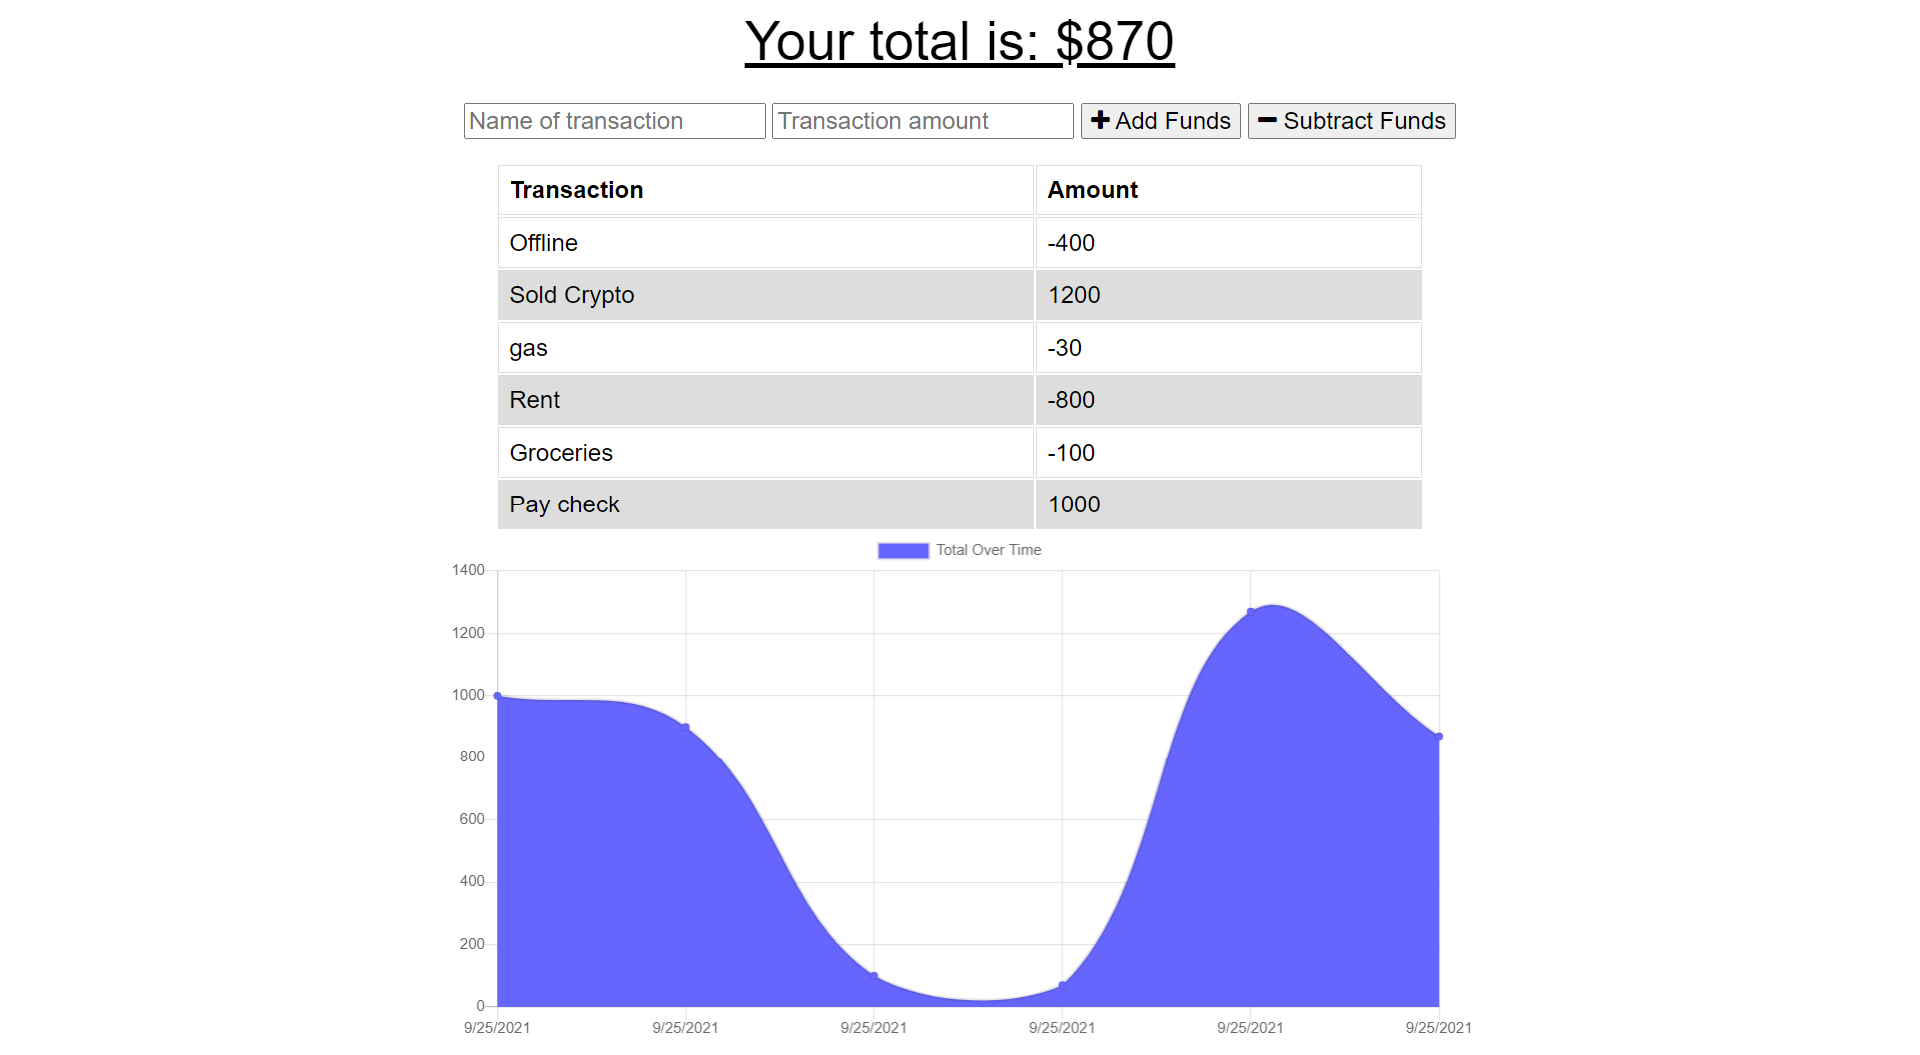 Your total is: $870
Name of transaction Transaction amount Add Funds Subtract Funds
Transaction Amount
Offline -400
Sold Crypto 1200
gas -30
Rent -800
Groceries -100
Pay check 1000
Total Over Time
1400
1200
1000
800
600
400
200
0
9/25/2021 9/25/2021 9/25/2021 9/25/2021 9/25/2021 9/25/2021